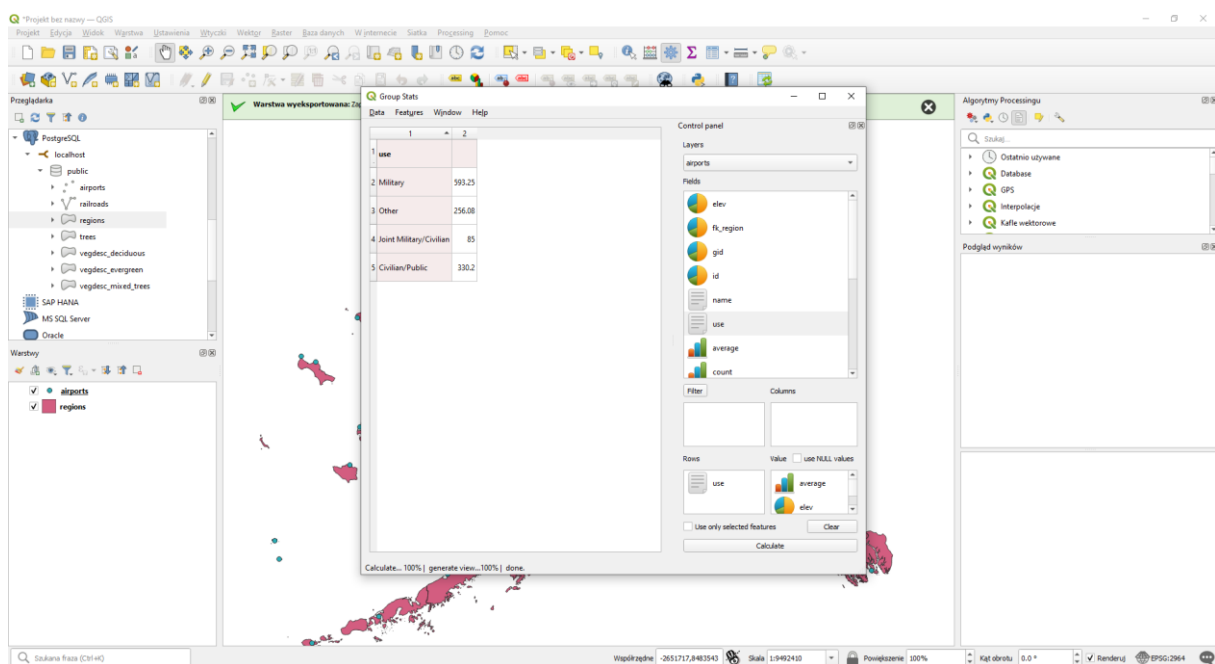 *Projekt bez nazwy — QGIS
Projekt Edycja Widok Warstwa Ustawienia Wtyczki Wektor Raster Baza danych W internecie Siatka Processing Pomoc
Przeglądarka
PostgreSQL
localhost
public
airports
railroads
regions
trees
vegdesc_deciduous
vegdesc_evergreen
vegdesc_mixed_trees
SAP HANA
MS SQL Server
Oracle
Warstwy
airports
regions
Warstwa wyeksportowana:
Group Stats
Data Features Window Help
1 2
1 use
2 Military 593.25
3 Other 256.08
4 Joint Military/Civilian 85
5 Civilian/Public 330.2
Control panel
Layers
airports
Fields
elev
fk_region
gid
id
name
use
average
count
Filter Columns
Rows Value use NULL values
use average
elev
Use only selected features Clear
Calculate
Calculate... 100% | generate view...100% | done.
Algorytmy Processingu
Szukaj...
Ostatnio używane
Database
GPS
Interpolacje
Kafle wektorowe
Podgląd wyników
Szukana fraza (Ctrl+K) Współrzędne -2651717,8483543 Skala 1:9492410 Powiększenie 100% Kąt obrotu 0.0 ° Renderuj EPSG:2964